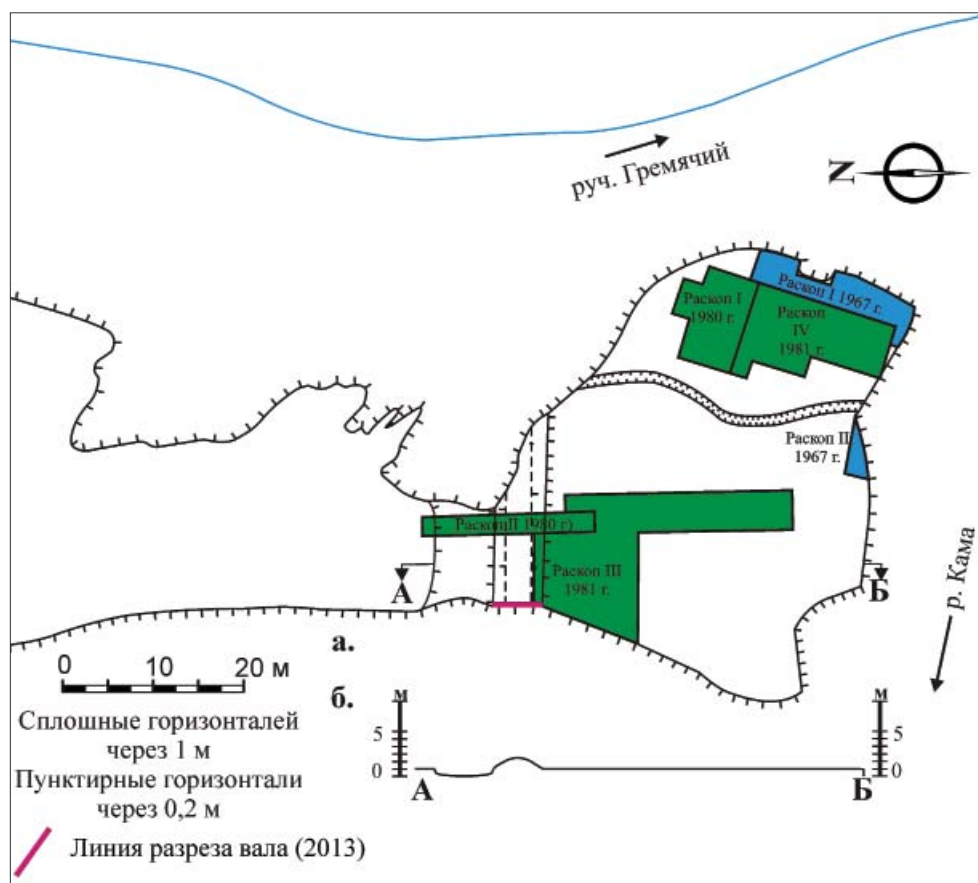 руч. Гремячий
N
Раскоп I 1967 г.
Раскоп I
1980 г.
Раскоп
IV
1981 г.
Раскоп II
1967 г.
Раскоп II 1980 г)
Раскоп III
1981 г.
А
Б
р. Кама
а.
0 10 20 м
б.
м
5
0
м
5
0
А
Б
Сплошные горизонталей
через 1 м
Пунктирные горизонтали
через 0,2 м
Линия разреза вала (2013)